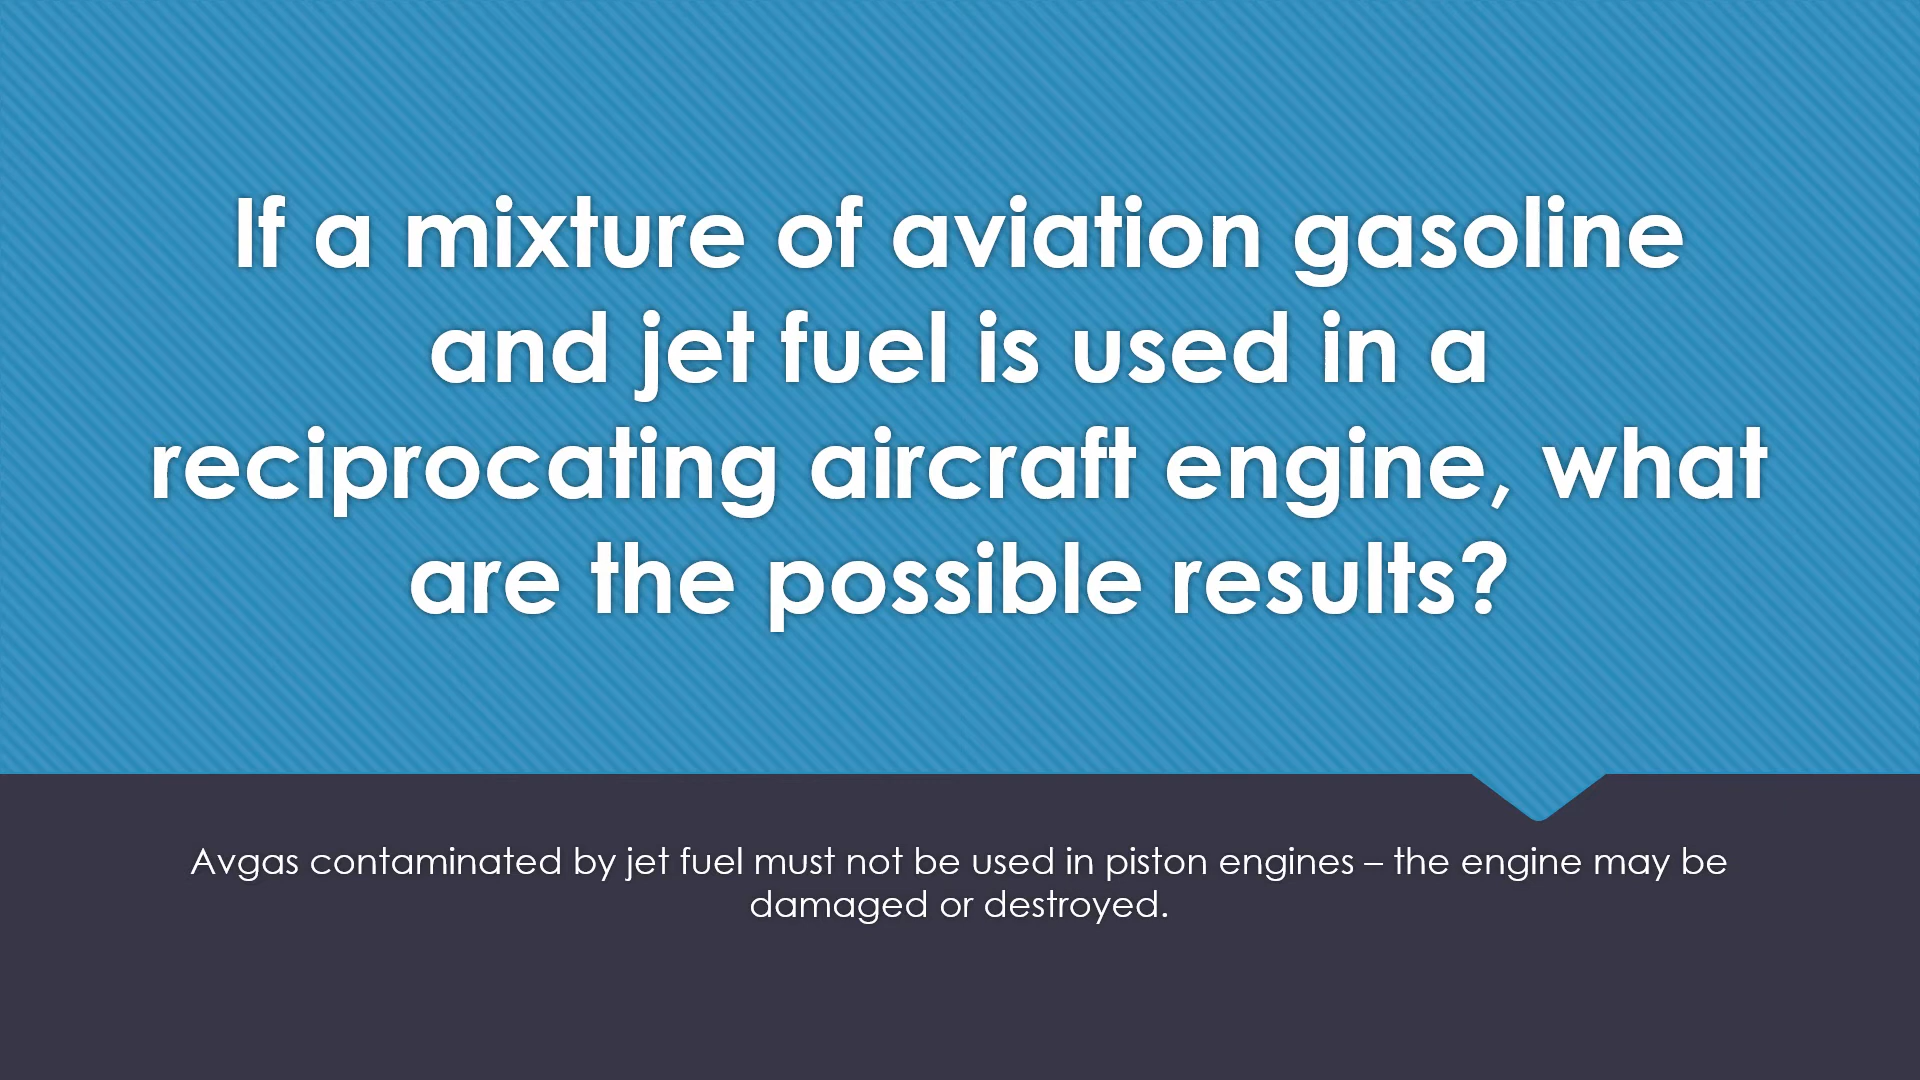 If a mixture of aviation gasoline
and jet fuel is used in a
reciprocating aircraft engine, what
are the possible results?
Avgas contaminated by jet fuel must not be used in piston engines – the engine may be
damaged or destroyed.